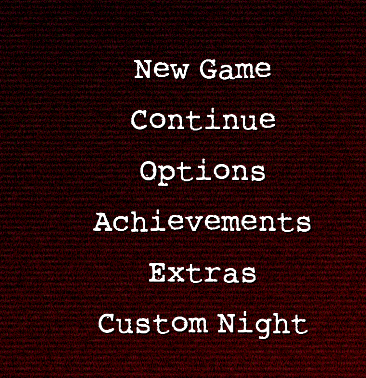 New Game
Continue
Options
Achievements
Extras
Custom Night